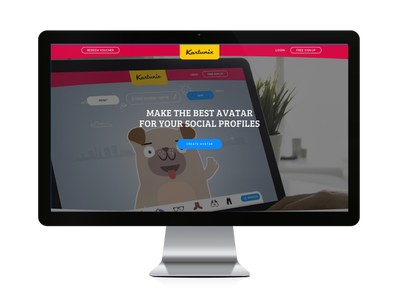 REDEEM VOUCHER
Kartunix
LOGIN
FREE SIGN UP
Kartunix
MAKE THE BEST AVATAR
FOR YOUR SOCIAL PROFILES
CREATE AVATAR